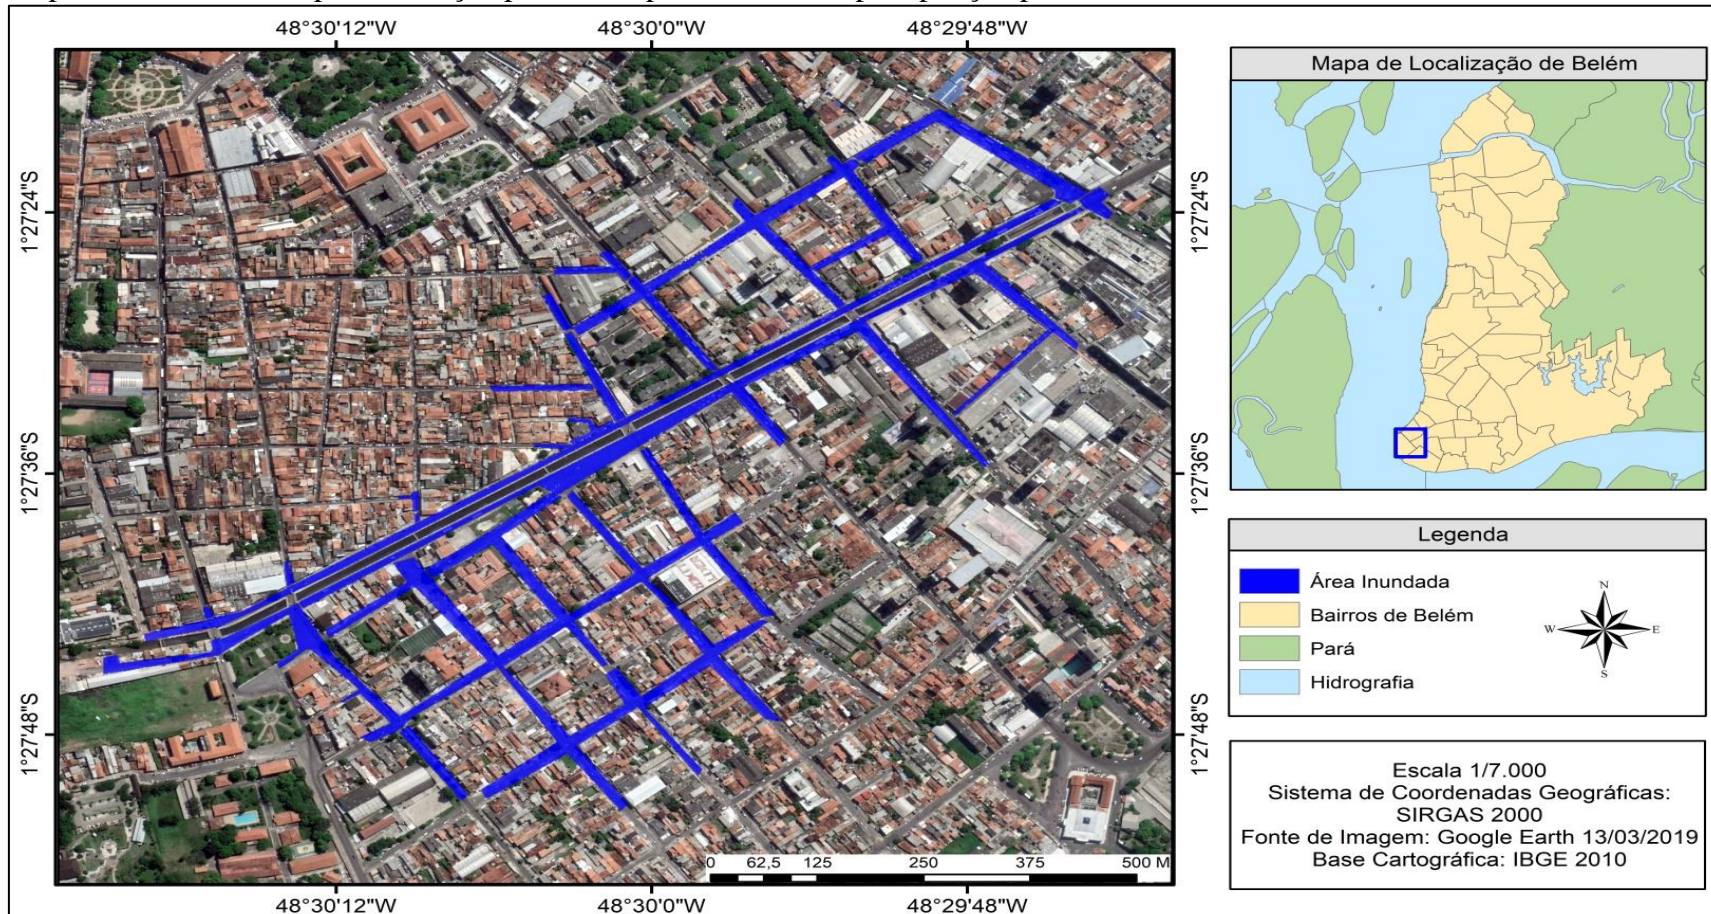 48°30'12"W 48°30'0"W 48°29'48"W
1°27'24"S 1°27'24"S
1°27'36"S 1°27'36"S
1°27'48"S 1°27'48"S
0 62,5 125 250 375 500 M
48°30'12"W 48°30'0"W 48°29'48"W
Mapa de Localização de Belém
Legenda
Área Inundada
Bairros de Belém
Pará
Hidrografia
N
W E
S
Escala 1/7.000
Sistema de Coordenadas Geográficas:
SIRGAS 2000
Fonte de Imagem: Google Earth 13/03/2019
Base Cartográfica: IBGE 2010